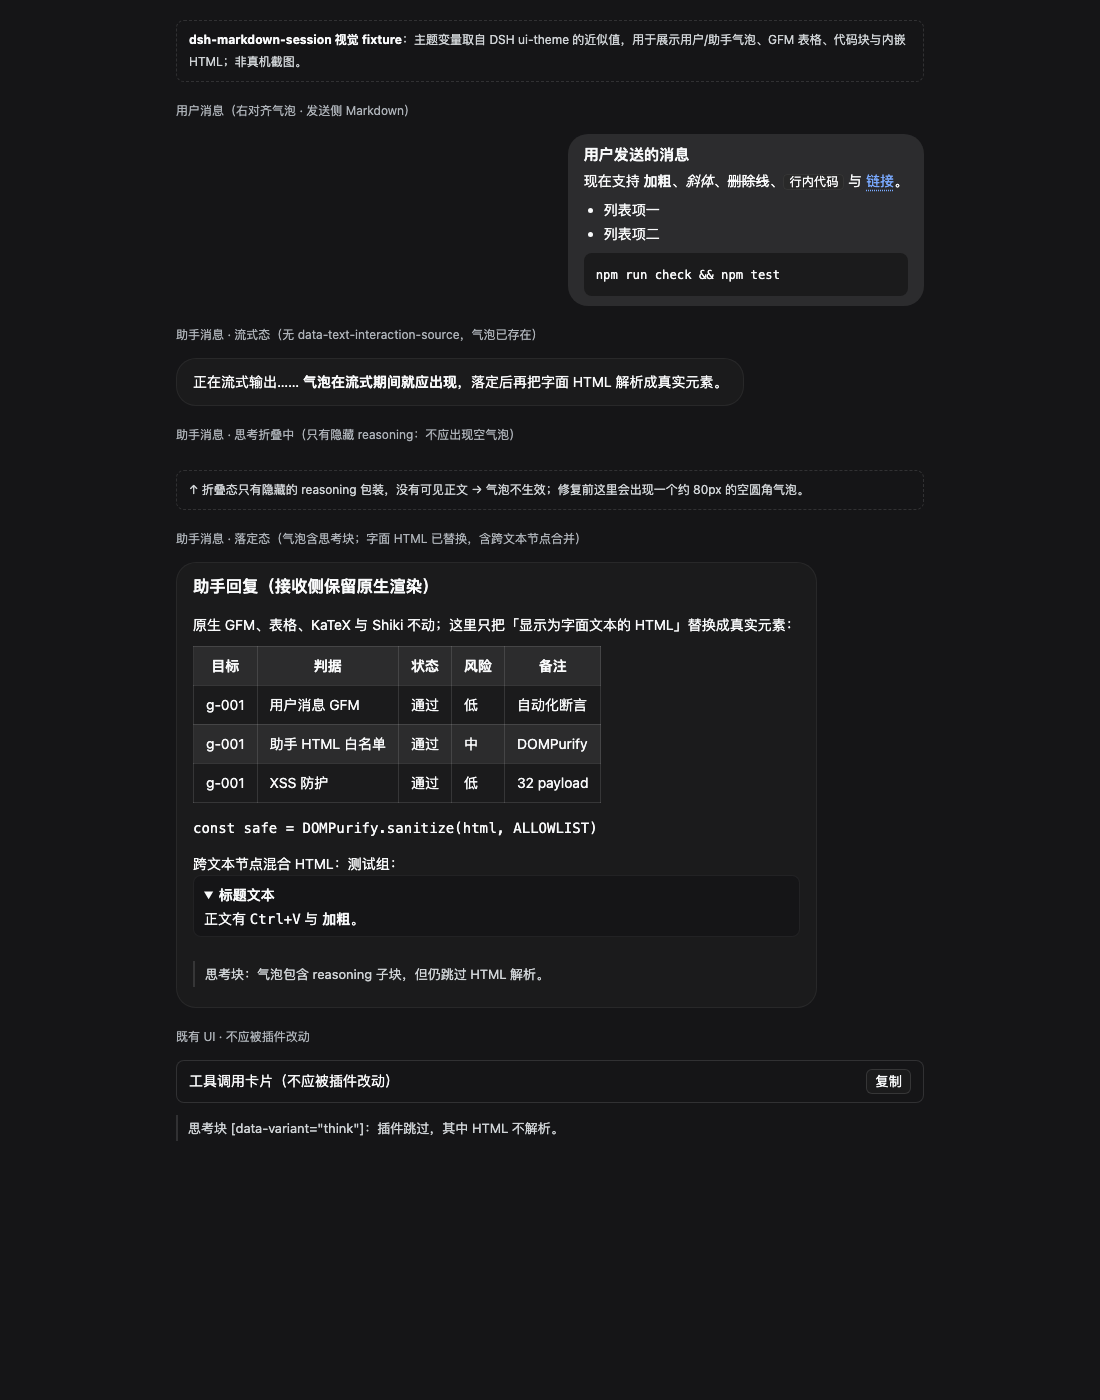 dsh-markdown-session 视觉 fixture：主题变量取自 DSH ui-theme 的近似值，用于展示用户/助手气泡、GFM 表格、代码块与内嵌
HTML；非真机截图。
用户消息（右对齐气泡 · 发送侧 Markdown）
用户发送的消息
现在支持 加粗、斜体、删除线、 行内代码 与 链接。
• 列表项一
• 列表项二
npm run check && npm test
助手消息 · 流式态（无 data-text-interaction-source，气泡已存在）
正在流式输出…… 气泡在流式期间就应出现，落定后再把字面 HTML 解析成真实元素。
助手消息 · 思考折叠中（只有隐藏 reasoning：不应出现空气泡）
↑ 折叠态只有隐藏的 reasoning 包装，没有可见正文 → 气泡不生效；修复前这里会出现一个约 80px 的空圆角气泡。
助手消息 · 落定态（气泡含思考块；字面 HTML 已替换，含跨文本节点合并）
助手回复（接收侧保留原生渲染）
原生 GFM、表格、KaTeX 与 Shiki 不动；这里只把「显示为字面文本的 HTML」替换成真实元素：
目标 判据 状态 风险 备注
g-001 用户消息 GFM 通过 低 自动化断言
g-001 助手 HTML 白名单 通过 中 DOMPurify
g-001 XSS 防护 通过 低 32 payload
const safe = DOMPurify.sanitize(html, ALLOWLIST)
跨文本节点混合 HTML：测试组：
▼ 标题文本
正文有 Ctrl+V 与 加粗。
思考块：气泡包含 reasoning 子块，但仍跳过 HTML 解析。
既有 UI · 不应被插件改动
工具调用卡片（不应被插件改动） 复制
思考块 [data-variant="think"]：插件跳过，其中 HTML 不解析。